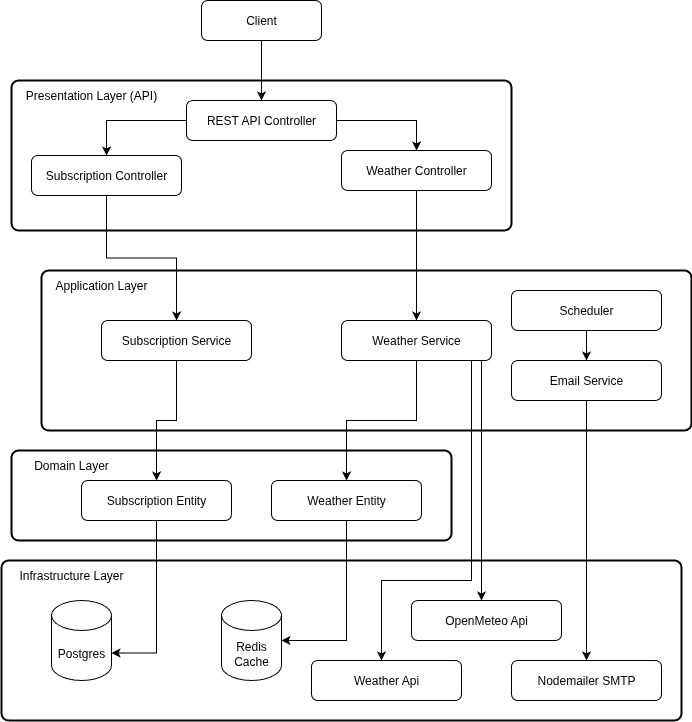 Client
Presentation Layer (API)
REST API Controller
Subscription Controller
Weather Controller
Application Layer
Scheduler
Subscription Service
Weather Service
Email Service
Domain Layer
Subscription Entity
Weather Entity
Infrastructure Layer
OpenMeteo Api
Postgres
Redis
Cache
Weather Api
Nodemailer SMTP